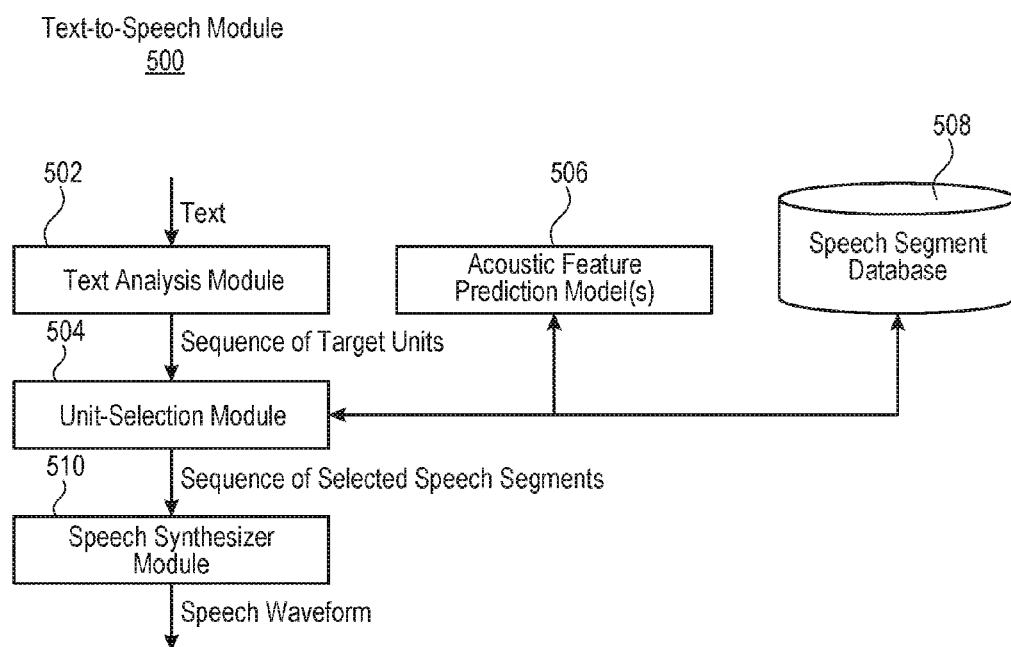 Text-to-Speech Module
500
502
506
508
Text
Text Analysis Module
Acoustic Feature
Prediction Model(s)
Speech Segment
Database
504
Sequence of Target Units
Unit-Selection Module
510
Sequence of Selected Speech Segments
Speech Synthesizer
Module
Speech Waveform